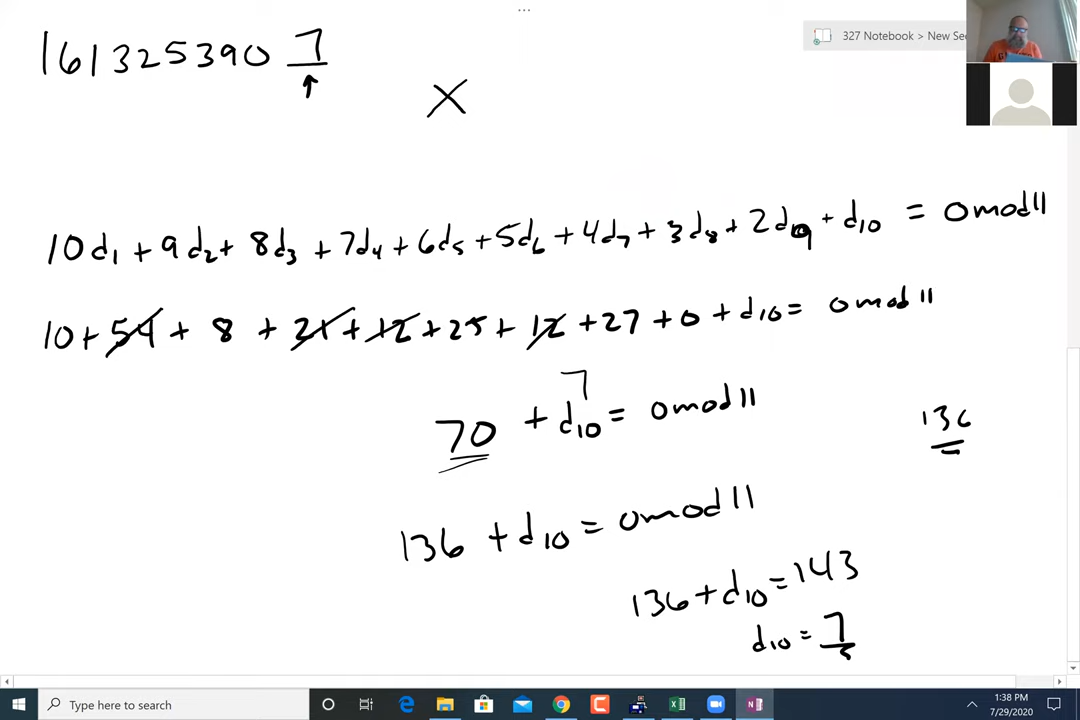 161325390 7
↑
X
327 Notebook > New Se
10d₁ + 9d₂ + 8d₃ + 7d₄ + 6d₅ + 5d₆ + 4d₇ + 3d₈ + 2d₉ + d₁₀ = 0 mod 11
10 + 54 + 8 + 21 + 12 + 25 + 12 + 27 + 0 + d₁₀ = 0 mod 11
7
70 + d₁₀ = 0 mod 11
136
136 + d₁₀ = 0 mod 11
136 + d₁₀ = 143
d₁₀ = 7
Type here to search
1:38 PM
7/29/2020